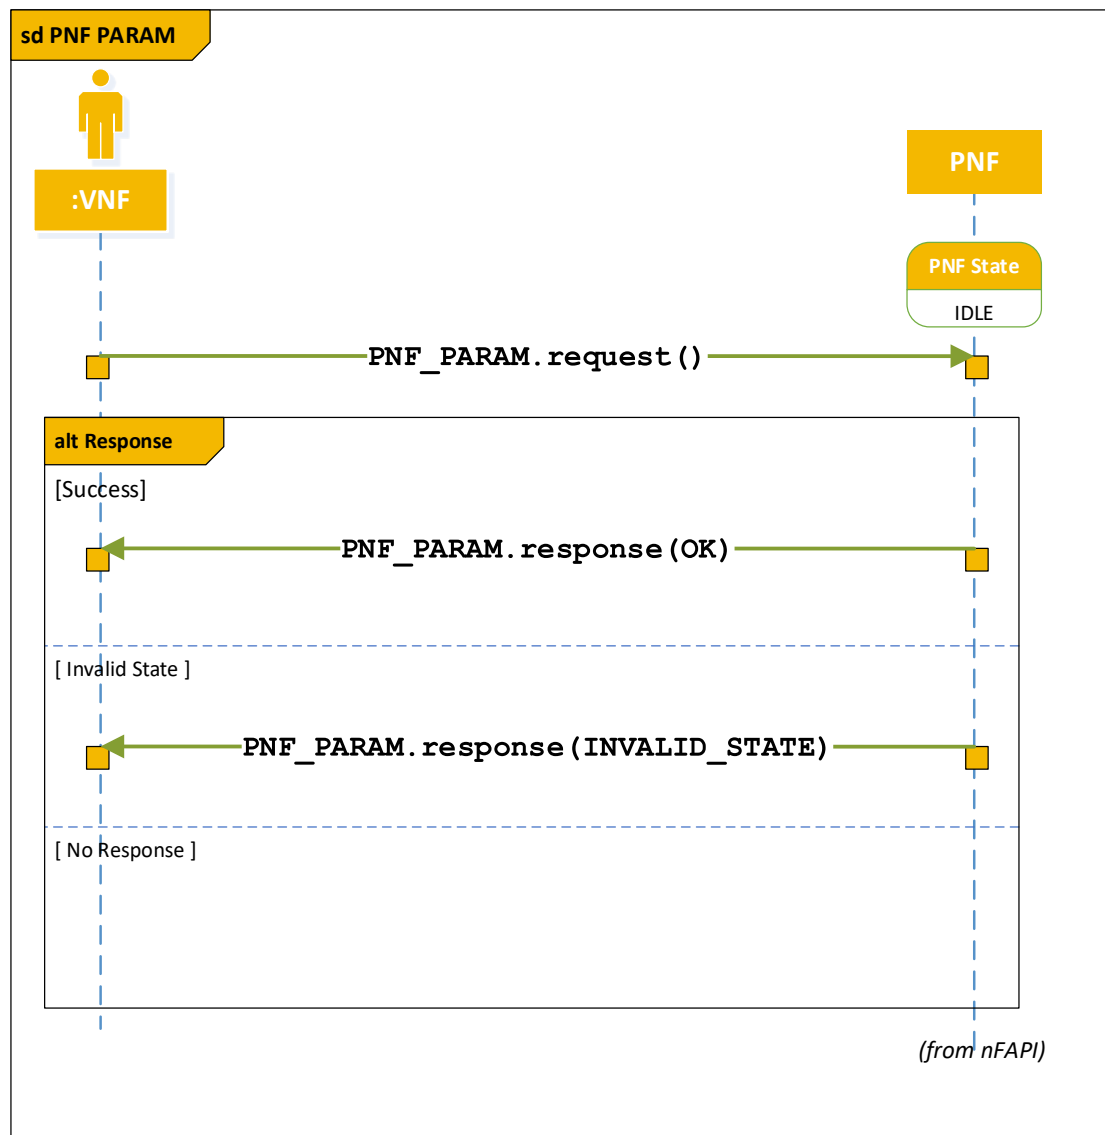 sd PNF PARAM
:VNF
PNF
PNF State
IDLE
PNF_PARAM.request()
alt Response
[Success]
PNF_PARAM.response(OK)
[ Invalid State ]
PNF_PARAM.response(INVALID_STATE)
[ No Response ]
(from nFAPI)